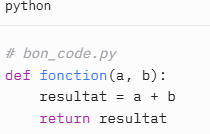 python
# bon_code.py
def fonction(a, b):
    resultat = a + b
    return resultat